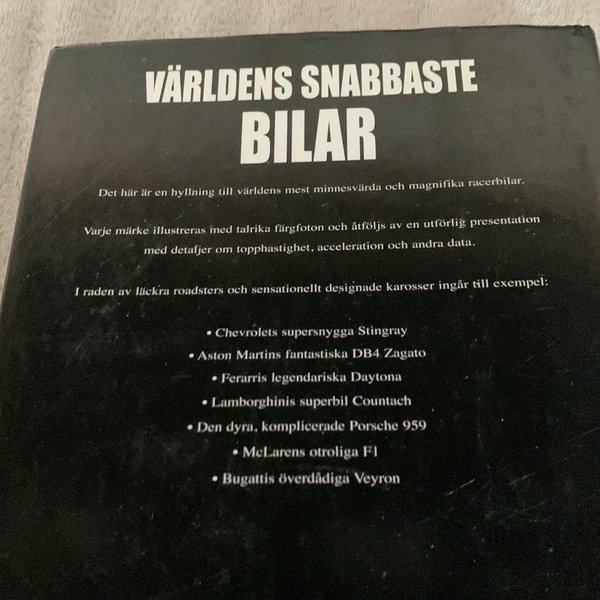 VÄRLDENS SNABBASTE
BILAR
Det här är en hyllning till världens mest minnesvärda och magnifika racerbilar.
Varje märke illustreras med talrika färgfoton och åtföljs av en utförlig presentation
med detaljer om topphastighet, acceleration och andra data.
I raden av läckra roadsters och sensationellt designade karosser ingår till exempel:
• Chevrolets supersnygga Stingray
• Aston Martins fantastiska DB4 Zagato
• Ferarris legendariska Daytona
• Lamborghinis superbil Countach
• Den dyra, komplicerade Porsche 959
• McLarens otroliga F1
• Bugattis överdådiga Veyron